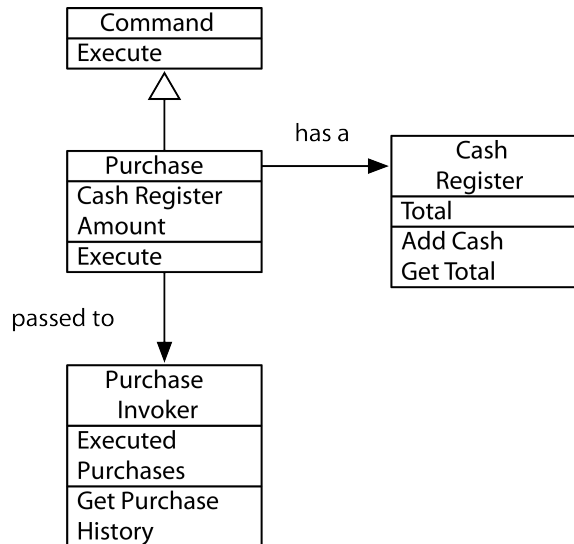 Command
Execute
has a
Purchase
Cash Register
Amount
Execute
Cash
Register
Total
Add Cash
Get Total
passed to
Purchase
Invoker
Executed
Purchases
Get Purchase
History